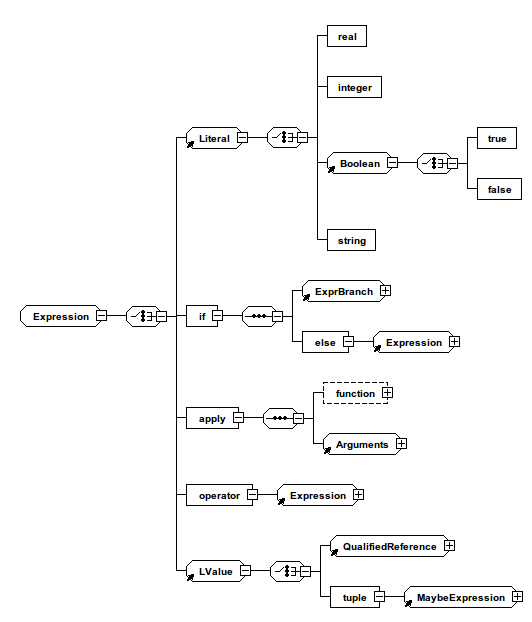 real
integer
Literal
Boolean
true
false
string
Expression
if
ExprBranch
else
Expression
apply
function
Arguments
operator
Expression
LValue
QualifiedReference
tuple
MaybeExpression